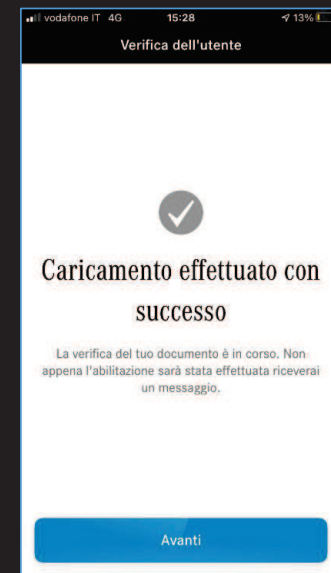 vodafone IT 4G 15:28 13%
Verifica dell'utente
Caricamento effettuato con
successo
La verifica del tuo documento è in corso. Non
appena l'abilitazione sarà stata effettuata riceverai
un messaggio.
Avanti